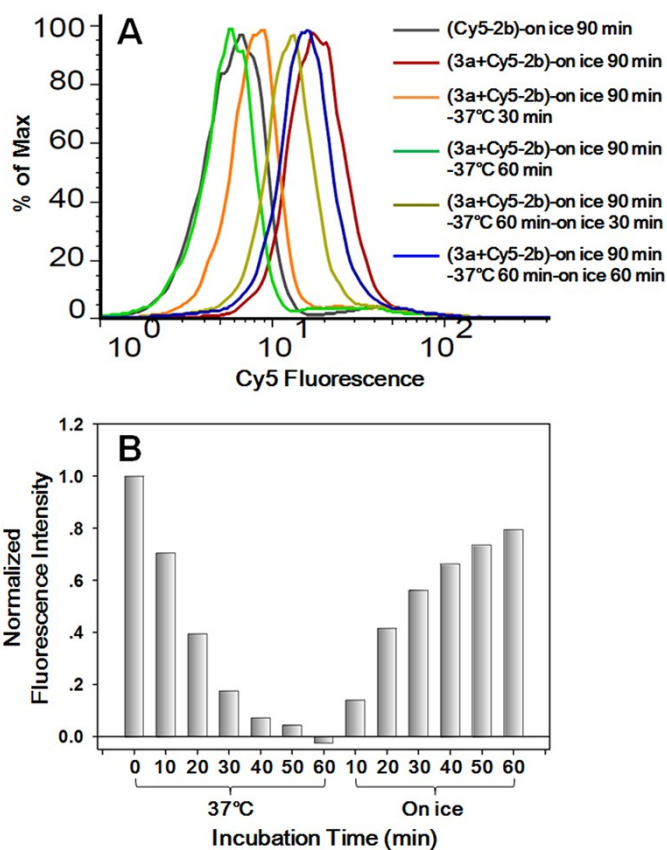 A
100
80
60
40
20
0
% of Max
10^0
10^1
10^2
Cy5 Fluorescence
(Cy5-2b)-on ice 90 min
(3a+Cy5-2b)-on ice 90 min
(3a+Cy5-2b)-on ice 90 min
-37℃ 30 min
(3a+Cy5-2b)-on ice 90 min
-37℃ 60 min
(3a+Cy5-2b)-on ice 90 min
-37℃ 60 min-on ice 30 min
(3a+Cy5-2b)-on ice 90 min
-37℃ 60 min-on ice 60 min
B
1.2
1.0
.8
.6
.4
.2
0.0
Normalized
Fluorescence Intensity
0 10 20 30 40 50 60 10 20 30 40 50 60
37℃ On ice
Incubation Time (min)